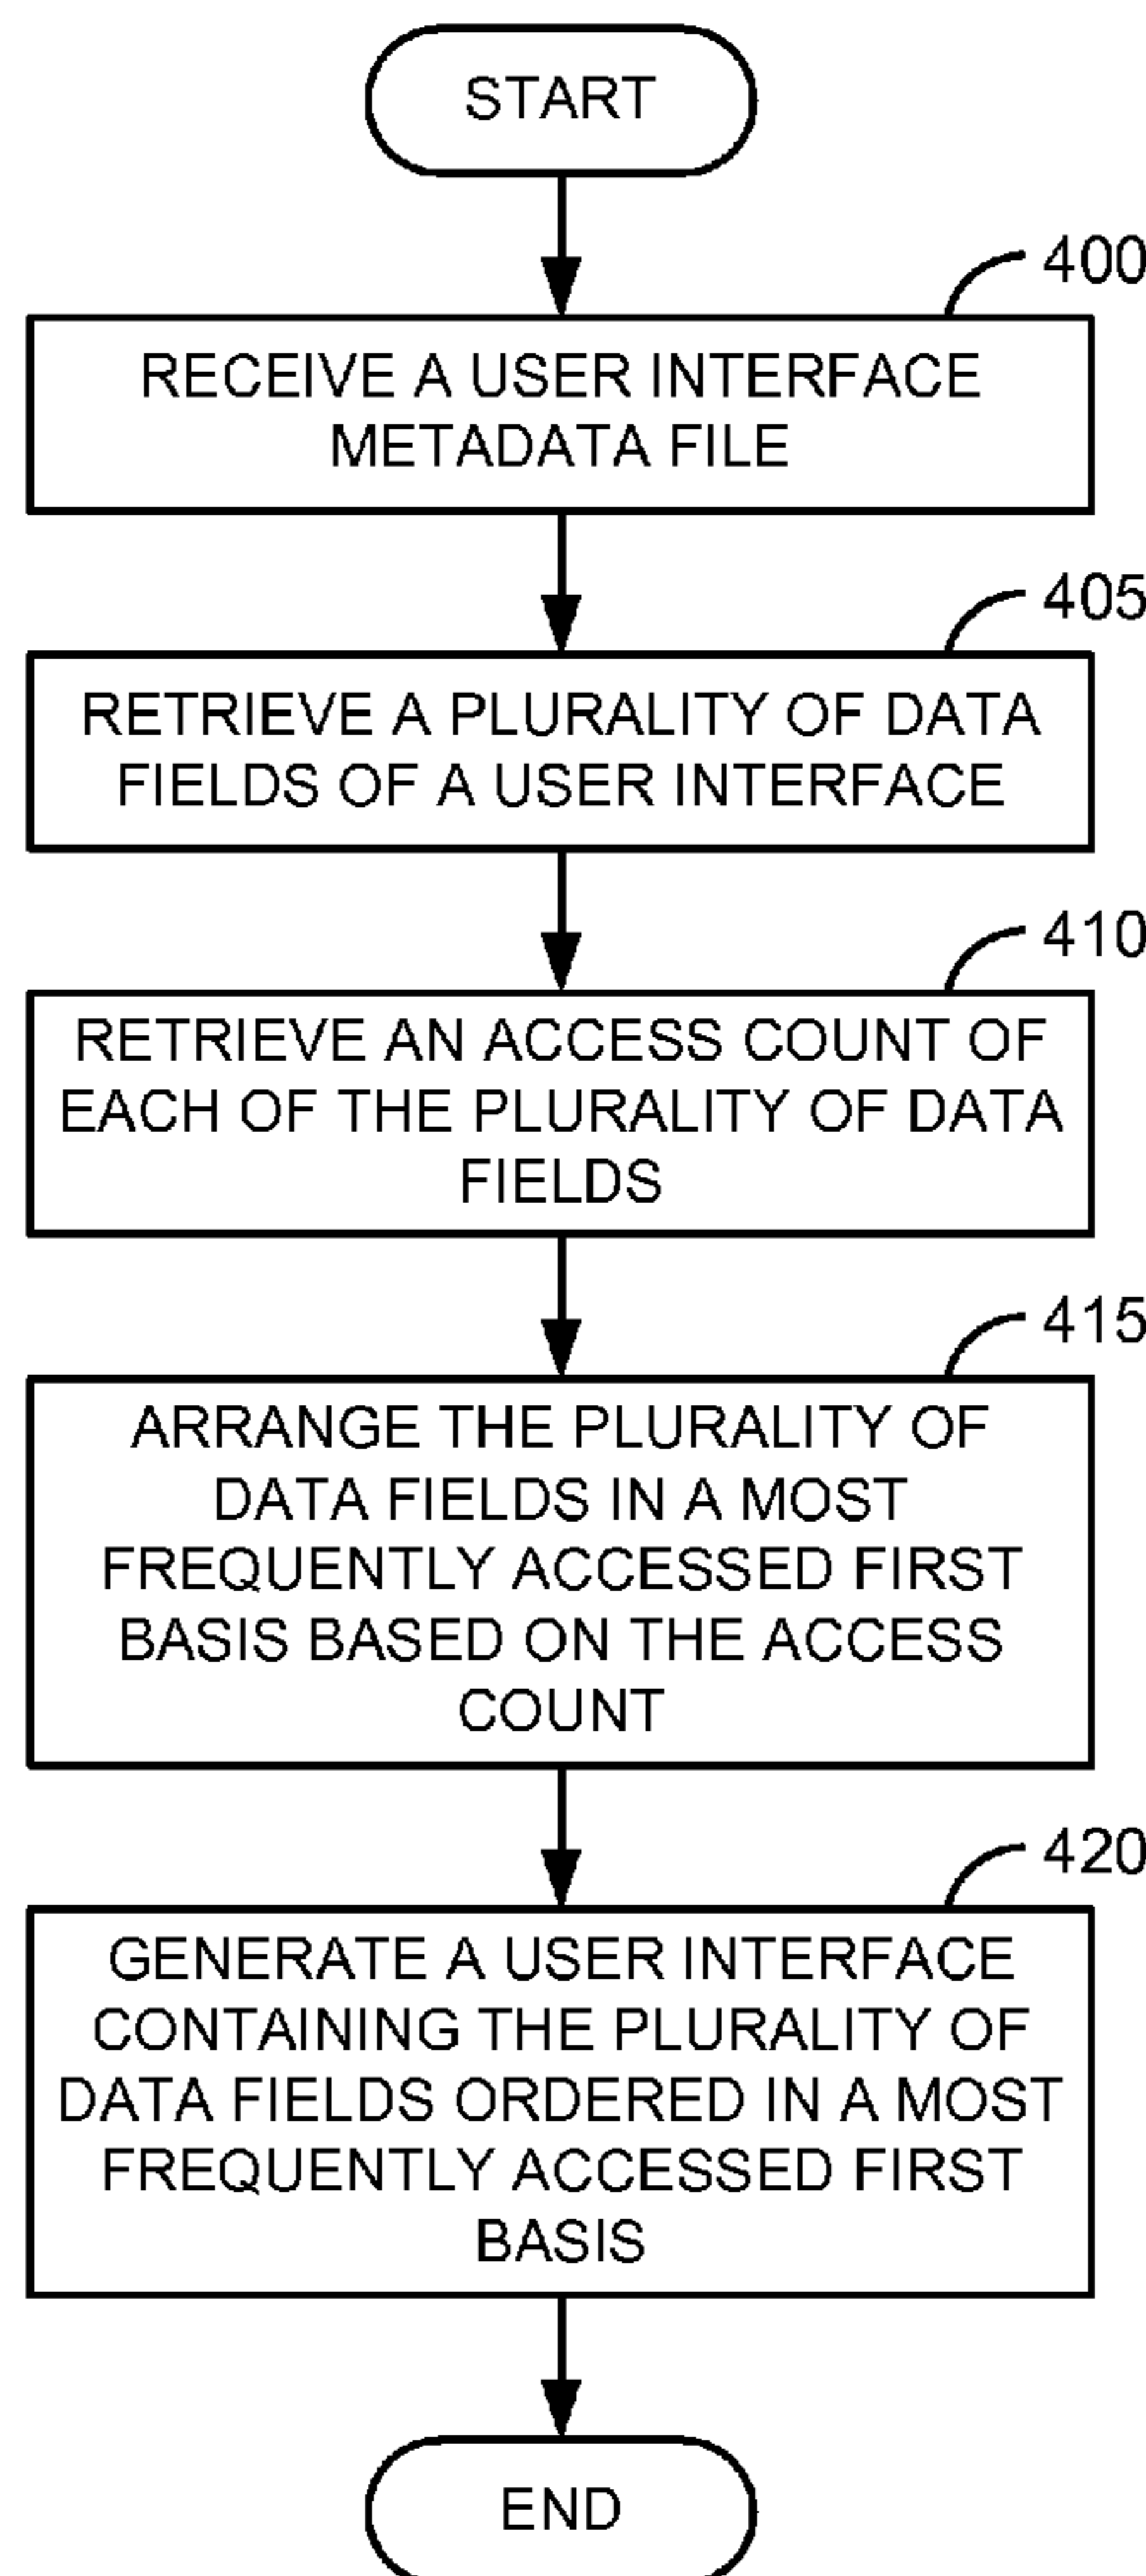 START
400
RECEIVE A USER INTERFACE
METADATA FILE
405
RETRIEVE A PLURALITY OF DATA
FIELDS OF A USER INTERFACE
410
RETRIEVE AN ACCESS COUNT OF
EACH OF THE PLURALITY OF DATA
FIELDS
415
ARRANGE THE PLURALITY OF
DATA FIELDS IN A MOST
FREQUENTLY ACCESSED FIRST
BASIS BASED ON THE ACCESS
COUNT
420
GENERATE A USER INTERFACE
CONTAINING THE PLURALITY OF
DATA FIELDS ORDERED IN A MOST
FREQUENTLY ACCESSED FIRST
BASIS
END